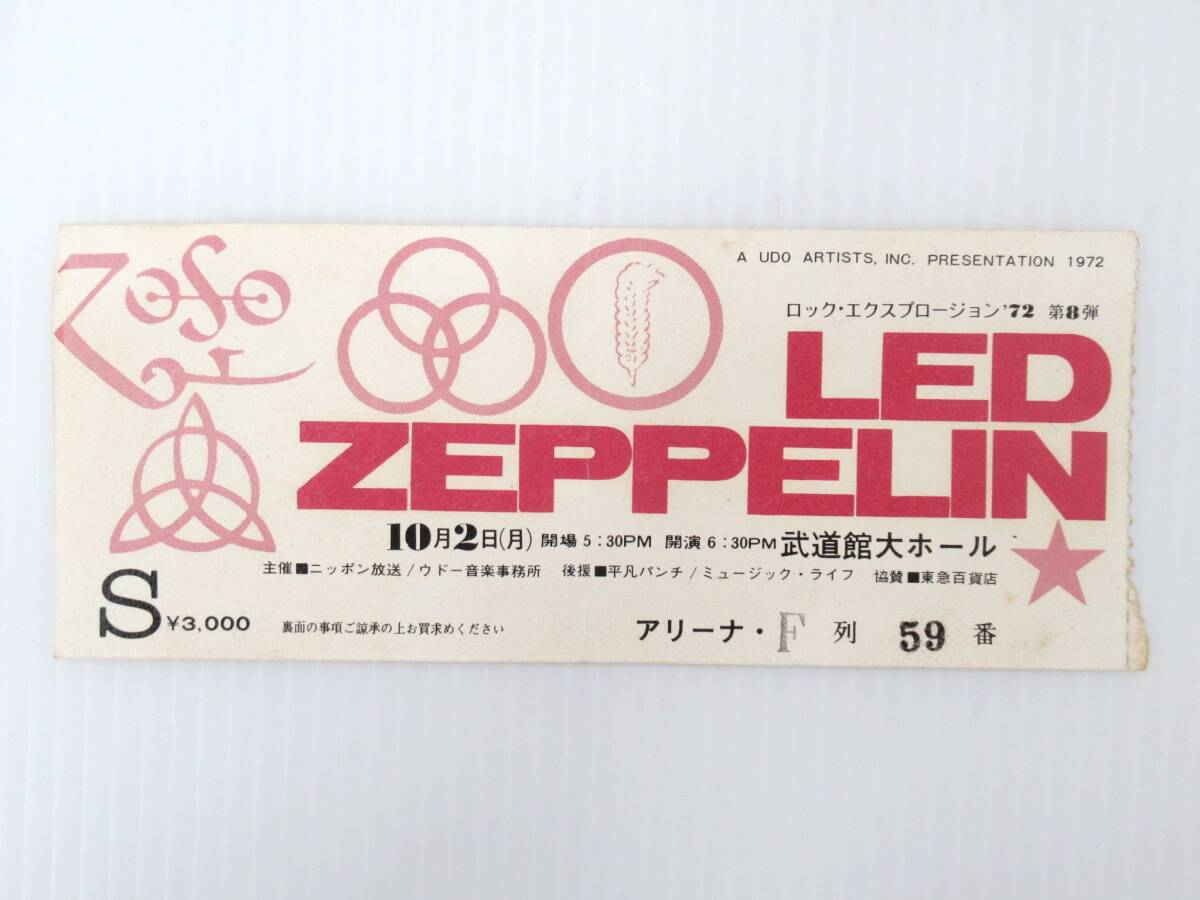 A UDO ARTISTS, INC. PRESENTATION 1972
ロック・エクスプロージョン'72 第8弾
LED
ZEPPELIN
10月2日(月) 開場 5:30PM 開演 6:30PM 武道館大ホール
主催■ニッポン放送/ウドー音楽事務所 後援■平凡パンチ/ミュージック・ライフ 協賛■東急百貨店
S ¥3,000 裏面の事項ご諒承の上お買求めください アリーナ・F 列 59 番